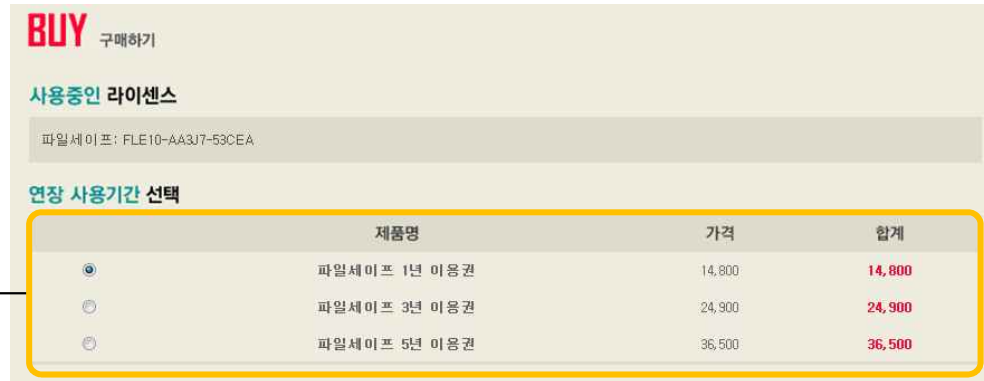 BUY 구매하기
사용중인 라이센스
파일세이프: FLE10-AA3J7-53CEA
연장 사용기간 선택
제품명 가격 합계
파일세이프 1년 이용권 14,800 14,800
파일세이프 3년 이용권 24,900 24,900
파일세이프 5년 이용권 36,500 36,500